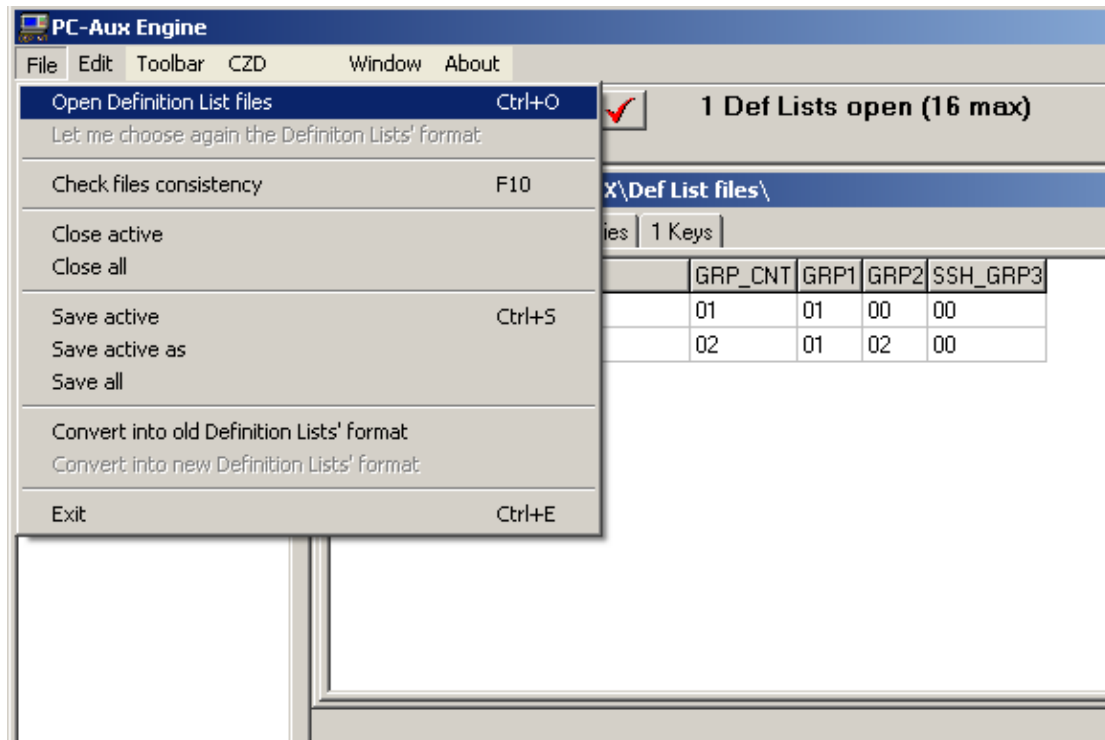 PC-Aux Engine
File Edit Toolbar CZD Window About
Open Definition List files Ctrl+O
1 Def Lists open (16 max)
Let me choose again the Definiton Lists' format
Check files consistency F10
X\Def List files\
Close active
ies 1 Keys
Close all
GRP_CNT GRP1 GRP2 SSH_GRP3
Save active Ctrl+S
01 01 00 00
Save active as
02 01 02 00
Save all
Convert into old Definition Lists' format
Convert into new Definition Lists' format
Exit Ctrl+E